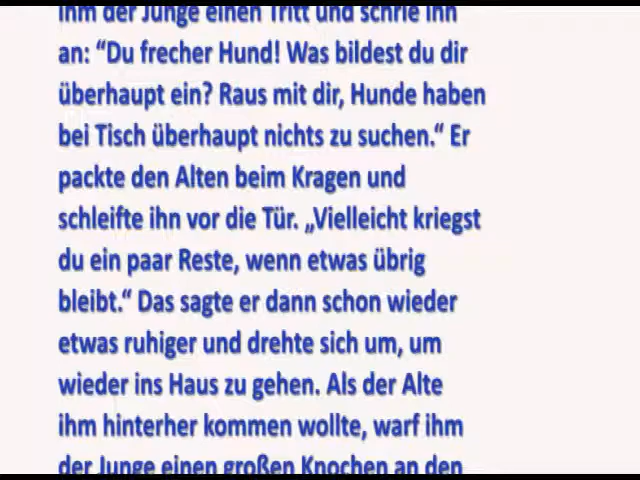 ihm der Junge einen Tritt und schrie ihn
an: “Du frecher Hund! Was bildest du dir
überhaupt ein? Raus mit dir, Hunde haben
bei Tisch überhaupt nichts zu suchen.“ Er
packte den Alten beim Kragen und
schleifte ihn vor die Tür. „Vielleicht kriegst
du ein paar Reste, wenn etwas übrig
bleibt.“ Das sagte er dann schon wieder
etwas ruhiger und drehte sich um, um
wieder ins Haus zu gehen. Als der Alte
ihm hinterher kommen wollte, warf ihm
der Junge einen großen Knochen an den